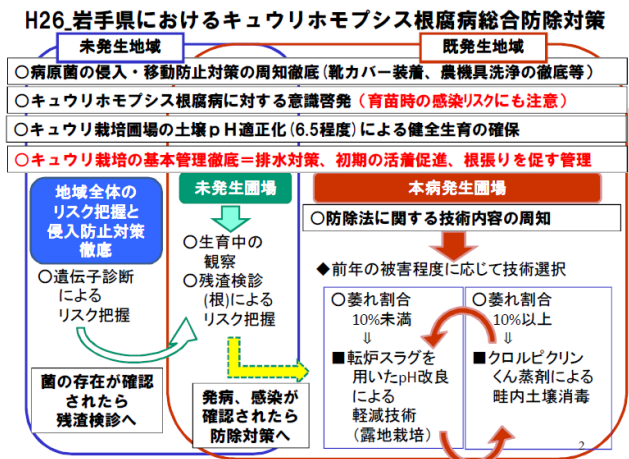 H26_岩手県におけるキュウリホモプシス根腐病総合防除対策
未発生地域
既発生地域
○病原菌の侵入・移動防止対策の周知徹底(靴カバー装着、農機具洗浄の徹底等)
○キュウリホモプシス根腐病に対する意識啓発(育苗時の感染リスクにも注意)
○キュウリ栽培圃場の土壌pH適正化(6.5程度)による健全生育の確保
○キュウリ栽培の基本管理徹底=排水対策、初期の活着促進、根張りを促す管理
地域全体の
リスク把握と
侵入防止対策
徹底
○遺伝子診断
による
リスク把握
菌の存在が確認
されたら
残渣検診へ
未発生圃場
○生育中の
観察
○残渣検診
(根)による
リスク把握
発病、感染が
確認されたら
防除対策へ
本病発生圃場
○防除法に関する技術内容の周知
◆前年の被害程度に応じて技術選択
○萎れ割合
10%未満
⇓
■転炉スラグを
用いたpH改良
による
軽減技術
(露地栽培)
○萎れ割合
10%以上
⇓
■クロルピクリン
くん蒸剤による
畦内土壌消毒
2